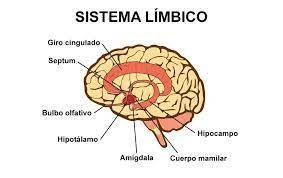 SISTEMA LÍMBICO
Giro cingulado
Septum
Bulbo olfativo
Hipotálamo
Amígdala
Cuerpo mamilar
Hipocampo